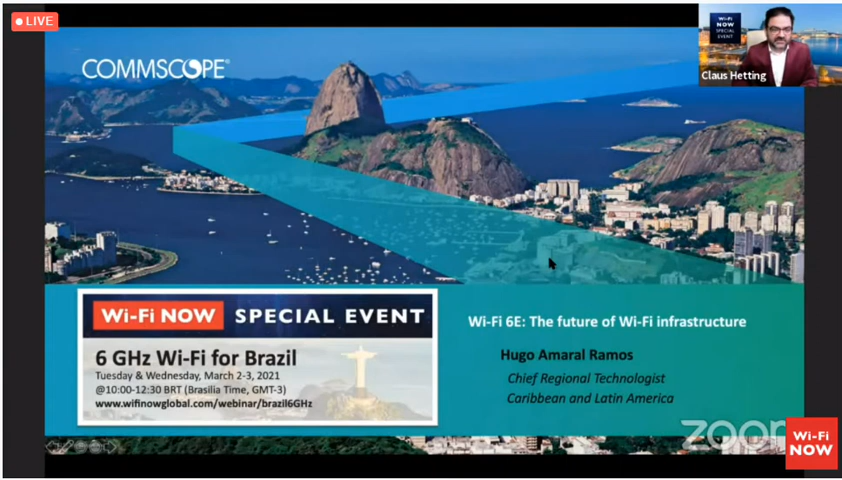 LIVE
Wi-Fi
NOW
SPECIAL
EVENT
Claus Hetting
COMMSCOPE®
Wi-Fi NOW SPECIAL EVENT
6 GHz Wi-Fi for Brazil
Tuesday & Wednesday, March 2-3, 2021
@10:00-12:30 BRT (Brasilia Time, GMT-3)
www.wifinowglobal.com/webinar/brazil6GHz
Wi-Fi 6E: The future of Wi-Fi infrastructure
Hugo Amaral Ramos
Chief Regional Technologist
Caribbean and Latin America
zoom
Wi-Fi
NOW